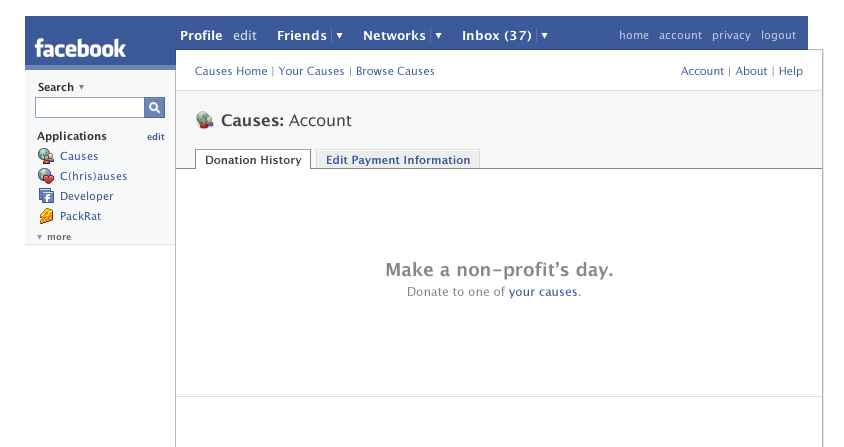 facebook
Profile edit Friends Networks Inbox (37) home account privacy logout
Search
Applications edit
Causes
C(hris)auses
Developer
PackRat
more
Causes Home | Your Causes | Browse Causes Account | About | Help
Causes: Account
Donation History Edit Payment Information
Make a non-profit's day.
Donate to one of your causes.